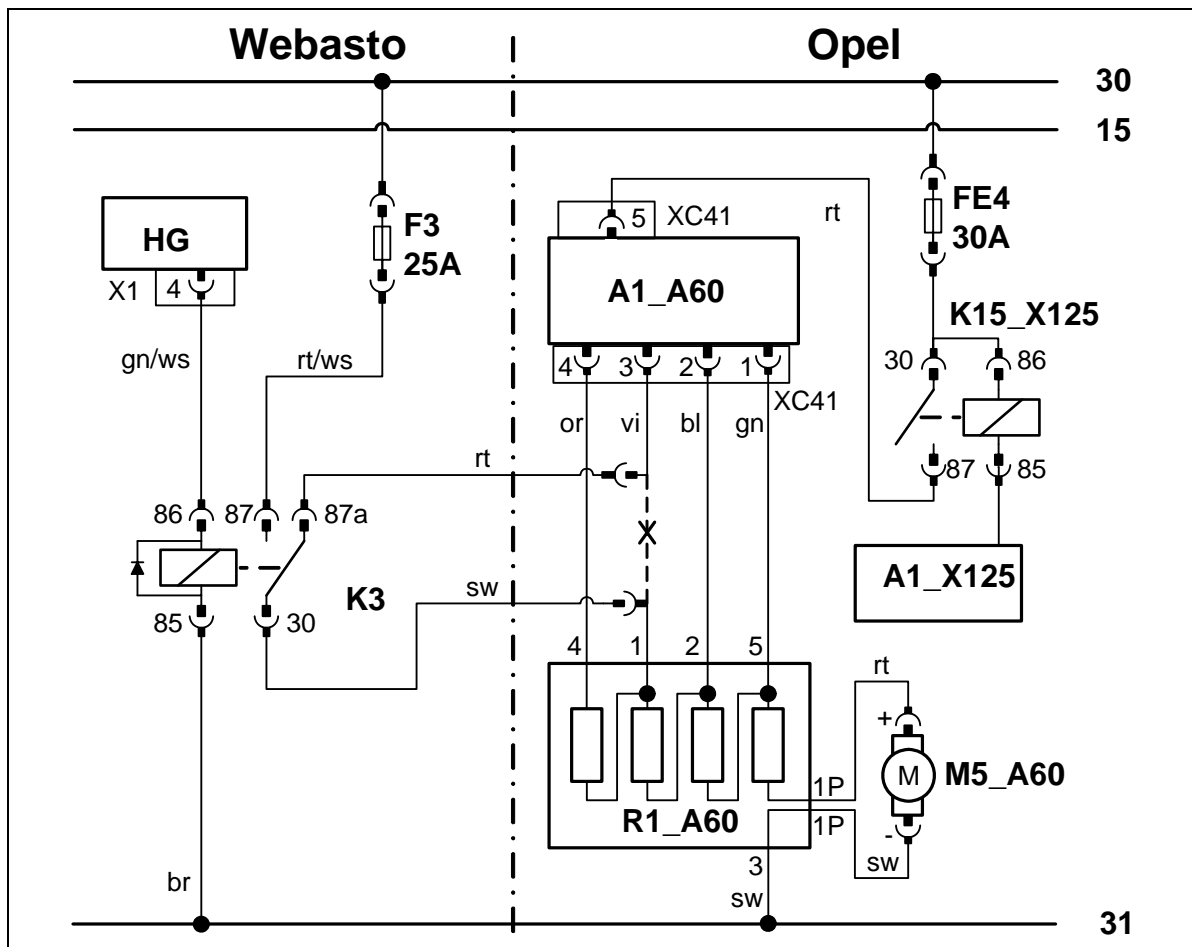 Webasto
Opel
30
15
HG
X1
4
F3
25A
gn/ws
rt/ws
5
XC41
rt
FE4
30A
A1_A60
K15_X125
4
3
2
1
XC41
30
86
or
vi
bl
gn
rt
87
85
86
87
87a
K3
sw
85
30
A1_X125
4
1
2
5
rt
+
M
M5_A60
1P
R1_A60
1P
-
3
sw
br
sw
31